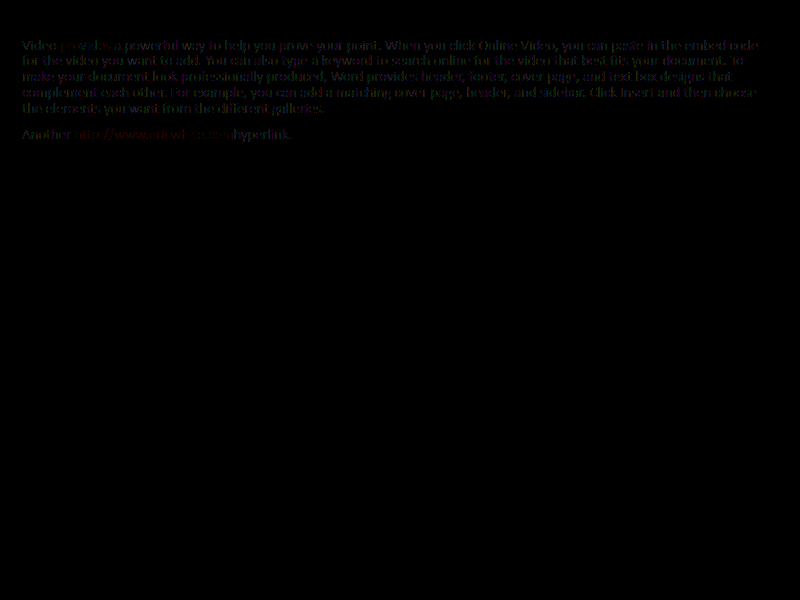 Video provides a powerful way to help you prove your point. When you click Online Video, you can paste in the embed code
for the video you want to add. You can also type a keyword to search online for the video that best fits your document. To
make your document look professionally produced, Word provides header, footer, cover page, and text box designs that
complement each other. For example, you can add a matching cover page, header, and sidebar. Click Insert and then choose
the elements you want from the different galleries.
Another http://www.ericwhite.comhyperlink.